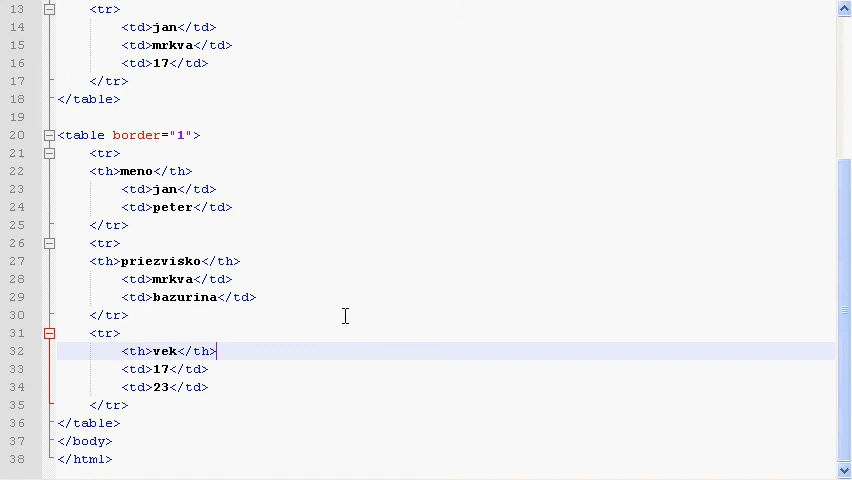 13 <tr>
14 <td>jan</td>
15 <td>mrkva</td>
16 <td>17</td>
17 </tr>
18 </table>
19
20 <table border="1">
21 <tr>
22 <th>meno</th>
23 <td>jan</td>
24 <td>peter</td>
25 </tr>
26 <tr>
27 <th>priezvisko</th>
28 <td>mrkva</td>
29 <td>bazurina</td>
30 </tr>
31 <tr>
32 <th>vek</th>
33 <td>17</td>
34 <td>23</td>
35 </tr>
36 </table>
37 </body>
38 </html>